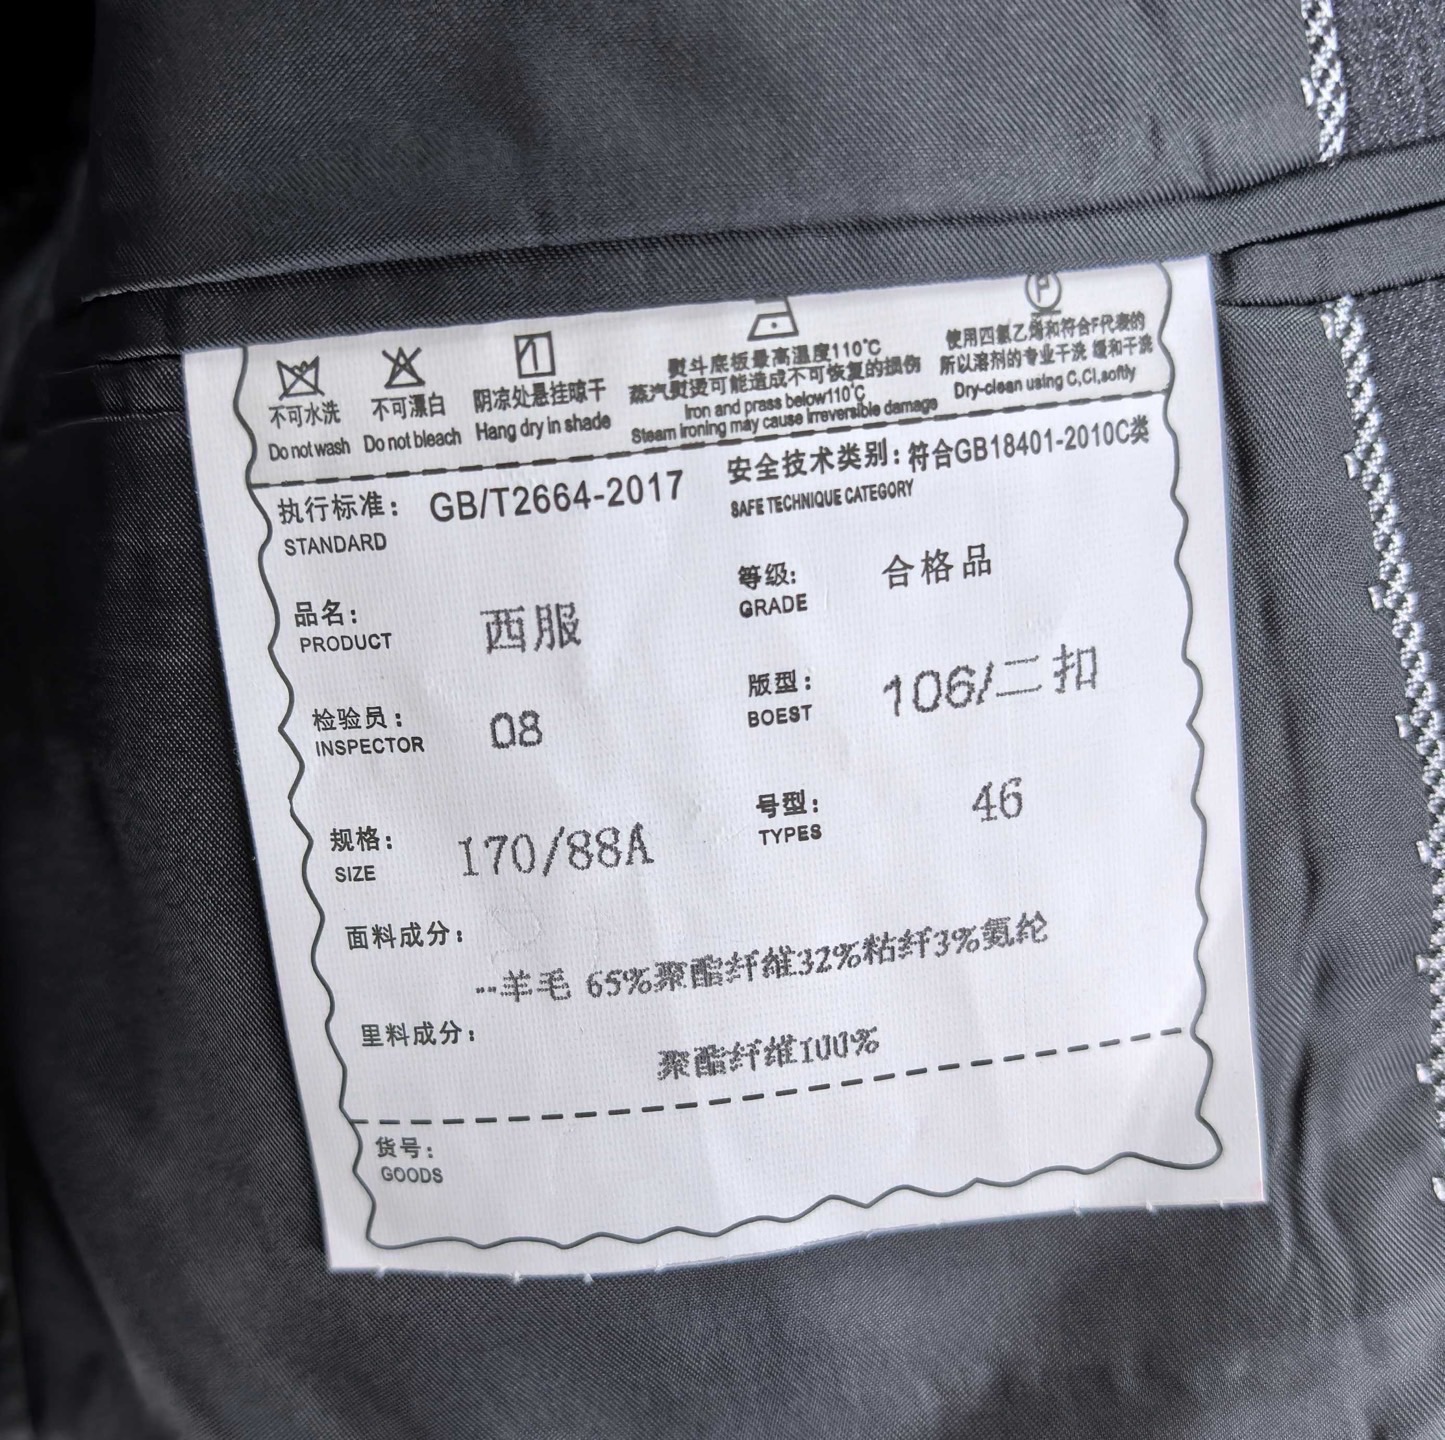 P
不可水洗
Do not wash
不可漂白
Do not bleach
阴凉处悬挂晾干
Hang dry in shade
熨斗底板最高温度110℃
蒸汽熨烫可能造成不可恢复的损伤
Iron and prass below110℃
Steam ironing may cause irreversible damage
使用四氯乙烯和符合F代表的
所以溶剂的专业干洗 缓和干洗
Dry-clean using C,Cl,softly
执行标准: GB/T2664-2017
STANDARD
安全技术类别: 符合GB18401-2010C类
SAFE TECHNIQUE CATEGORY
品名: 西服
PRODUCT
等级: 合格品
GRADE
检验员: 08
INSPECTOR
版型: 106/二扣
BOEST
规格: 170/88A
SIZE
号型: 46
TYPES
面料成分:
--羊毛 65%聚酯纤维32%粘纤3%氨纶
里料成分:
聚酯纤维100%
货号:
GOODS